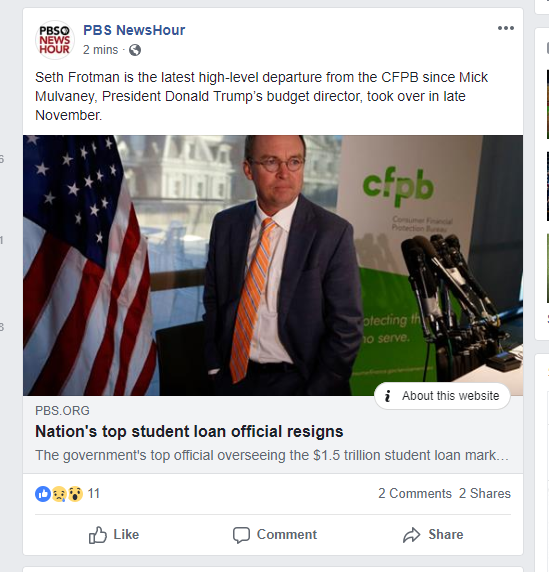 PBS
NEWS
HOUR
PBS NewsHour
2 mins ·
Seth Frotman is the latest high-level departure from the CFPB since Mick
Mulvaney, President Donald Trump's budget director, took over in late
November.
cfpb
Consumer Financial
Protection Bureau
otecting th
o serve.
i About this website
PBS.ORG
Nation's top student loan official resigns
The government's top official overseeing the $1.5 trillion student loan mark...
11
2 Comments 2 Shares
Like Comment Share